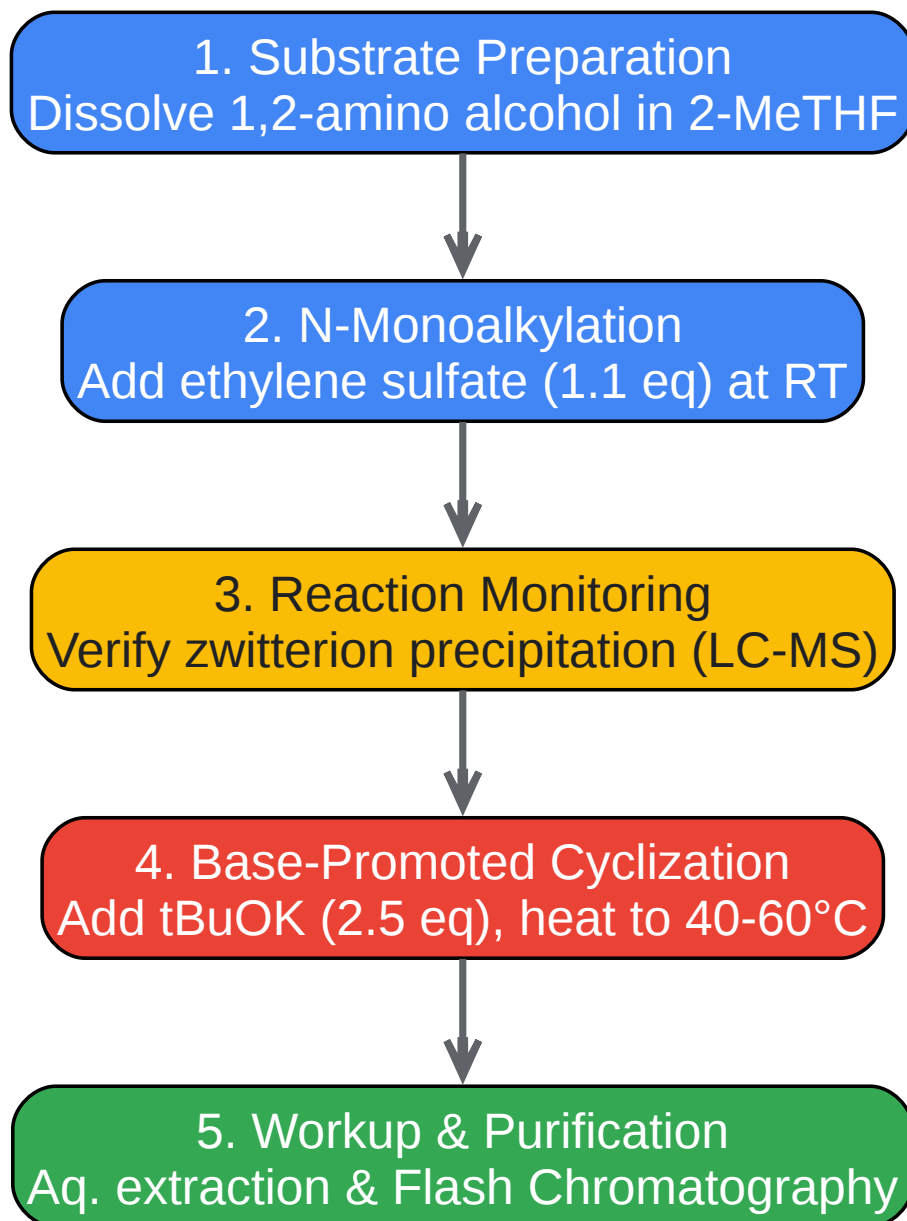 1. Substrate Preparation
Dissolve 1,2-amino alcohol in 2-MeTHF
2. N-Monoalkylation
Add ethylene sulfate (1.1 eq) at RT
3. Reaction Monitoring
Verify zwitterion precipitation (LC-MS)
4. Base-Promoted Cyclization
Add tBuOK (2.5 eq), heat to 40-60°C
5. Workup & Purification
Aq. extraction & Flash Chromatography